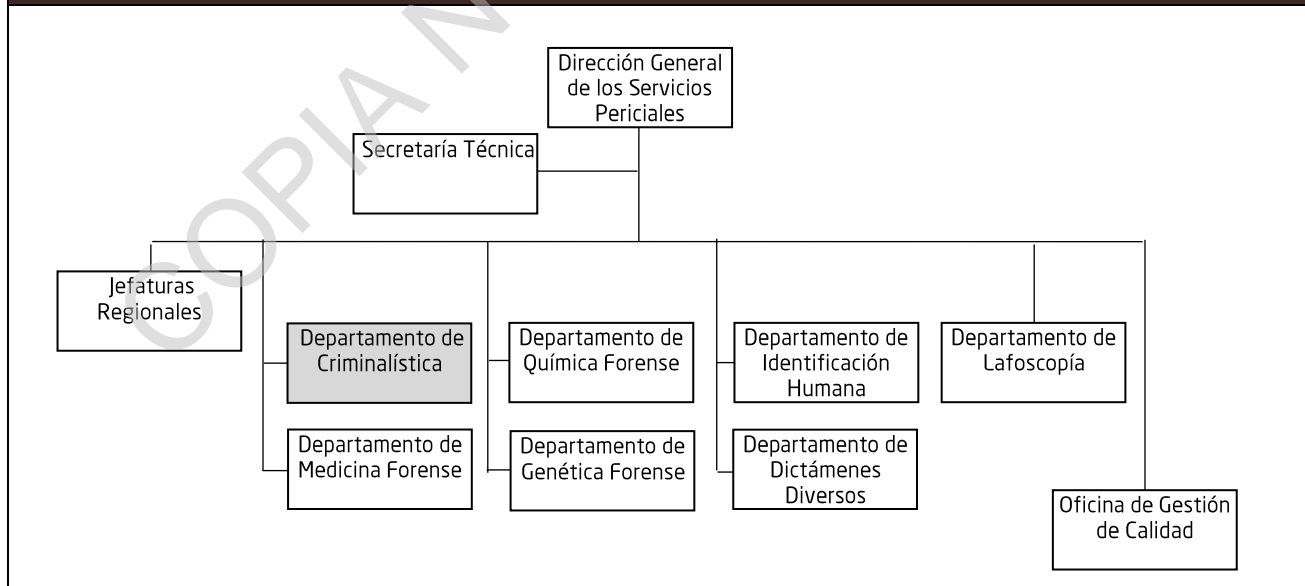 Dirección General
de los Servicios
Periciales
Secretaría Técnica
Jefaturas
Regionales
Departamento de
Criminalística
Departamento de
Química Forense
Departamento de
Identificación
Humana
Departamento de
Lafoscopía
Departamento de
Medicina Forense
Departamento de
Genética Forense
Departamento de
Dictámenes
Diversos
Oficina de Gestión
de Calidad
COPIA N